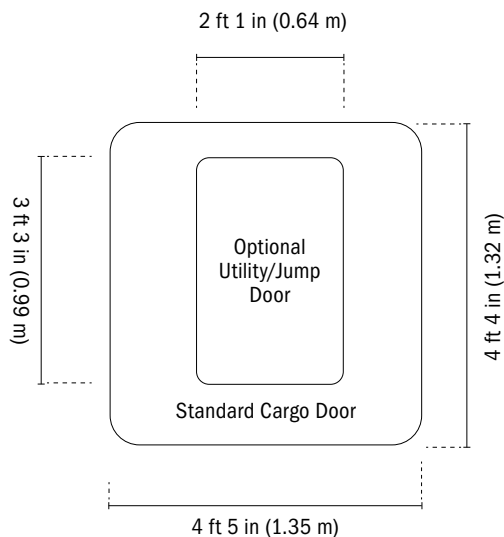 2 ft 1 in (0.64 m)
3 ft 3 in (0.99 m)
Optional
Utility/Jump
Door
4 ft 4 in (1.32 m)
Standard Cargo Door
4 ft 5 in (1.35 m)